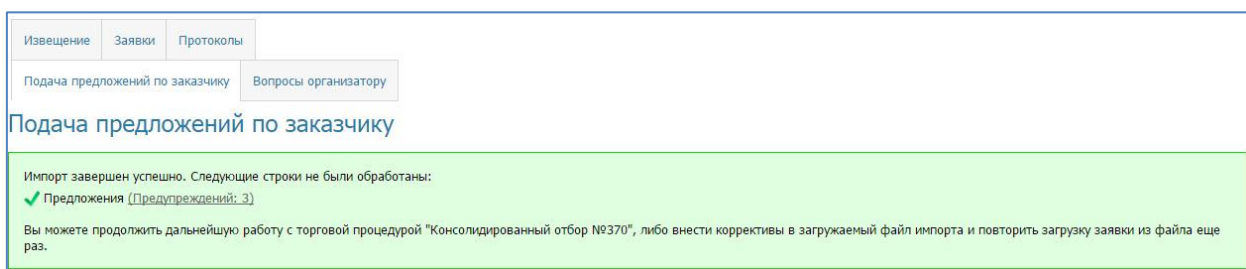 Извещение Заявки Протоколы
Подача предложений по заказчику Вопросы организатору
Подача предложений по заказчику
Импорт завершен успешно. Следующие строки не были обработаны:
Предложения (Предупреждений: 3)
Вы можете продолжить дальнейшую работу с торговой процедурой "Консолидированный отбор №370", либо внести коррективы в загружаемый файл импорта и повторить загрузку заявки из файла еще
раз.